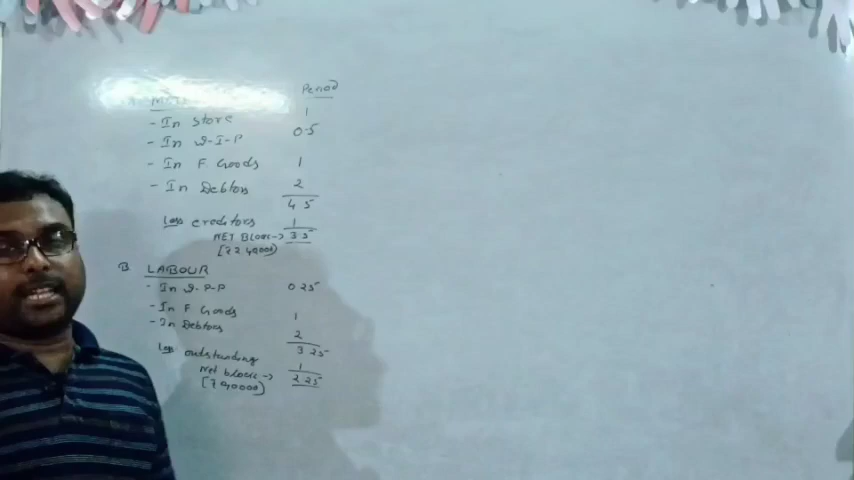 Period
- In Store 1
- In W-I-P 0.5
- In F. Goods 1
- In Debtors 2
4.5
Less creditors 1
NET Block-> 3.5
B LABOUR
- In W-I-P 0.25
- In F Goods 1
- In Debtors 2
3.25
Less outstanding 1
Net block-> 2.25